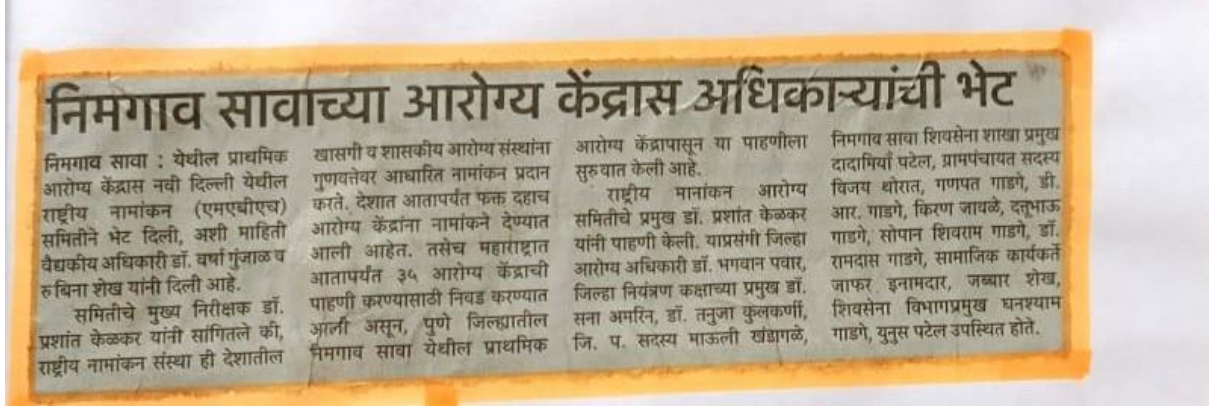 निमगाव सावाच्या आरोग्य केंद्रास अधिकाऱ्यांची भेट
निमगाव सावा : येथील प्राथमिक
आरोग्य केंद्रास नवी दिल्ली येथील
राष्ट्रीय नामांकन (एमएबीएच)
समितीने भेट दिली, अशी माहिती
वैद्यकीय अधिकारी डॉ. वर्षा गुंजाळ व
रुबिना शेख यांनी दिली आहे.
समितीचे मुख्य निरीक्षक डॉ.
प्रशांत केळकर यांनी सांगितले की,
राष्ट्रीय नामांकन संस्था ही देशातील
खासगी व शासकीय आरोग्य संस्थांना
गुणवत्तेवर आधारित नामांकन प्रदान
करते. देशात आतापर्यंत फक्त दहाच
आरोग्य केंद्रांना नामांकने देण्यात
आली आहेत. तसेच महाराष्ट्रात
आतापर्यंत ३५ आरोग्य केंद्राची
पाहणी करण्यासाठी निवड करण्यात
आली असून, पुणे जिल्ह्यातील
निमगाव सावा येथील प्राथमिक
आरोग्य केंद्रापासून या पाहणीला
सुरुवात केली आहे.
राष्ट्रीय मानांकन आरोग्य
समितीचे प्रमुख डॉ. प्रशांत केळकर
यांनी पाहणी केली. याप्रसंगी जिल्हा
आरोग्य अधिकारी डॉ. भगवान पवार,
जिल्हा नियंत्रण कक्षाच्या प्रमुख डॉ.
सना अमरिन, डॉ. तनुजा कुलकर्णी,
जि. प. सदस्य माऊली खंडागळे,
निमगाव सावा शिवसेना शाखा प्रमुख
दादामियाँ पटेल, ग्रामपंचायत सदस्य
विजय थोरात, गणपत गाडगे, डी.
आर. गाडगे, किरण जायळे, दत्तूभाऊ
गाडगे, सोपान शिवराम गाडगे, डॉ.
रामदास गाडगे, सामाजिक कार्यकर्ते
जाफर इनामदार, जब्बार शेख,
शिवसेना विभागप्रमुख घनश्याम
गाडगे, युनुस पटेल उपस्थित होते.